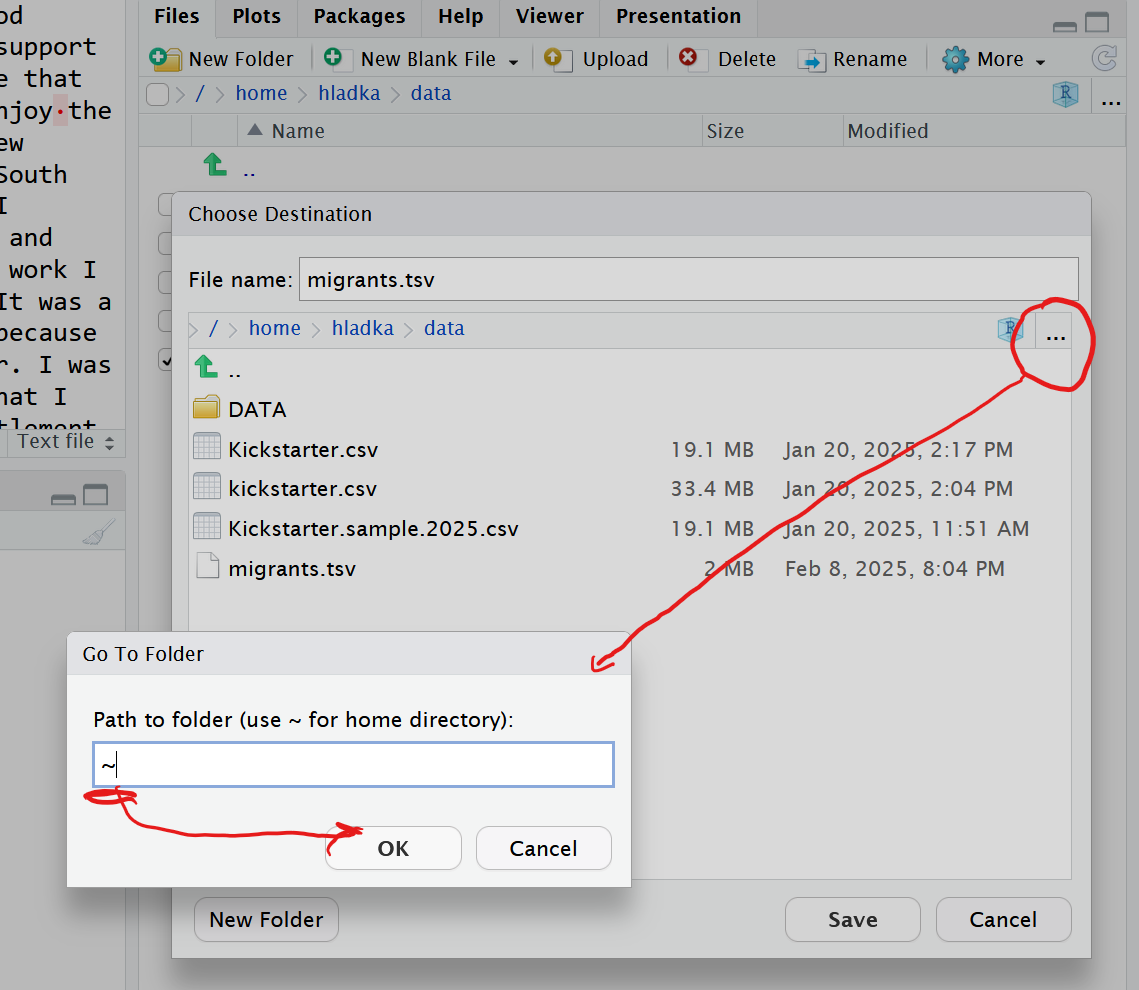 Files Plots Packages Help Viewer Presentation
New Folder New Blank File Upload Delete Rename More
/ home hladka data R ...
Name Size Modified
..
support
that
the
South
I
and
work I
It was a
because
I was
I
Text file
Choose Destination
File name: migrants.tsv
/ home hladka data R ...
..
DATA
Kickstarter.csv 19.1 MB Jan 20, 2025, 2:17 PM
kickstarter.csv 33.4 MB Jan 20, 2025, 2:04 PM
Kickstarter.sample.2025.csv 19.1 MB Jan 20, 2025, 11:51 AM
migrants.tsv 2 MB Feb 8, 2025, 8:04 PM
Go To Folder
Path to folder (use ~ for home directory):
~
OK Cancel
New Folder Save Cancel